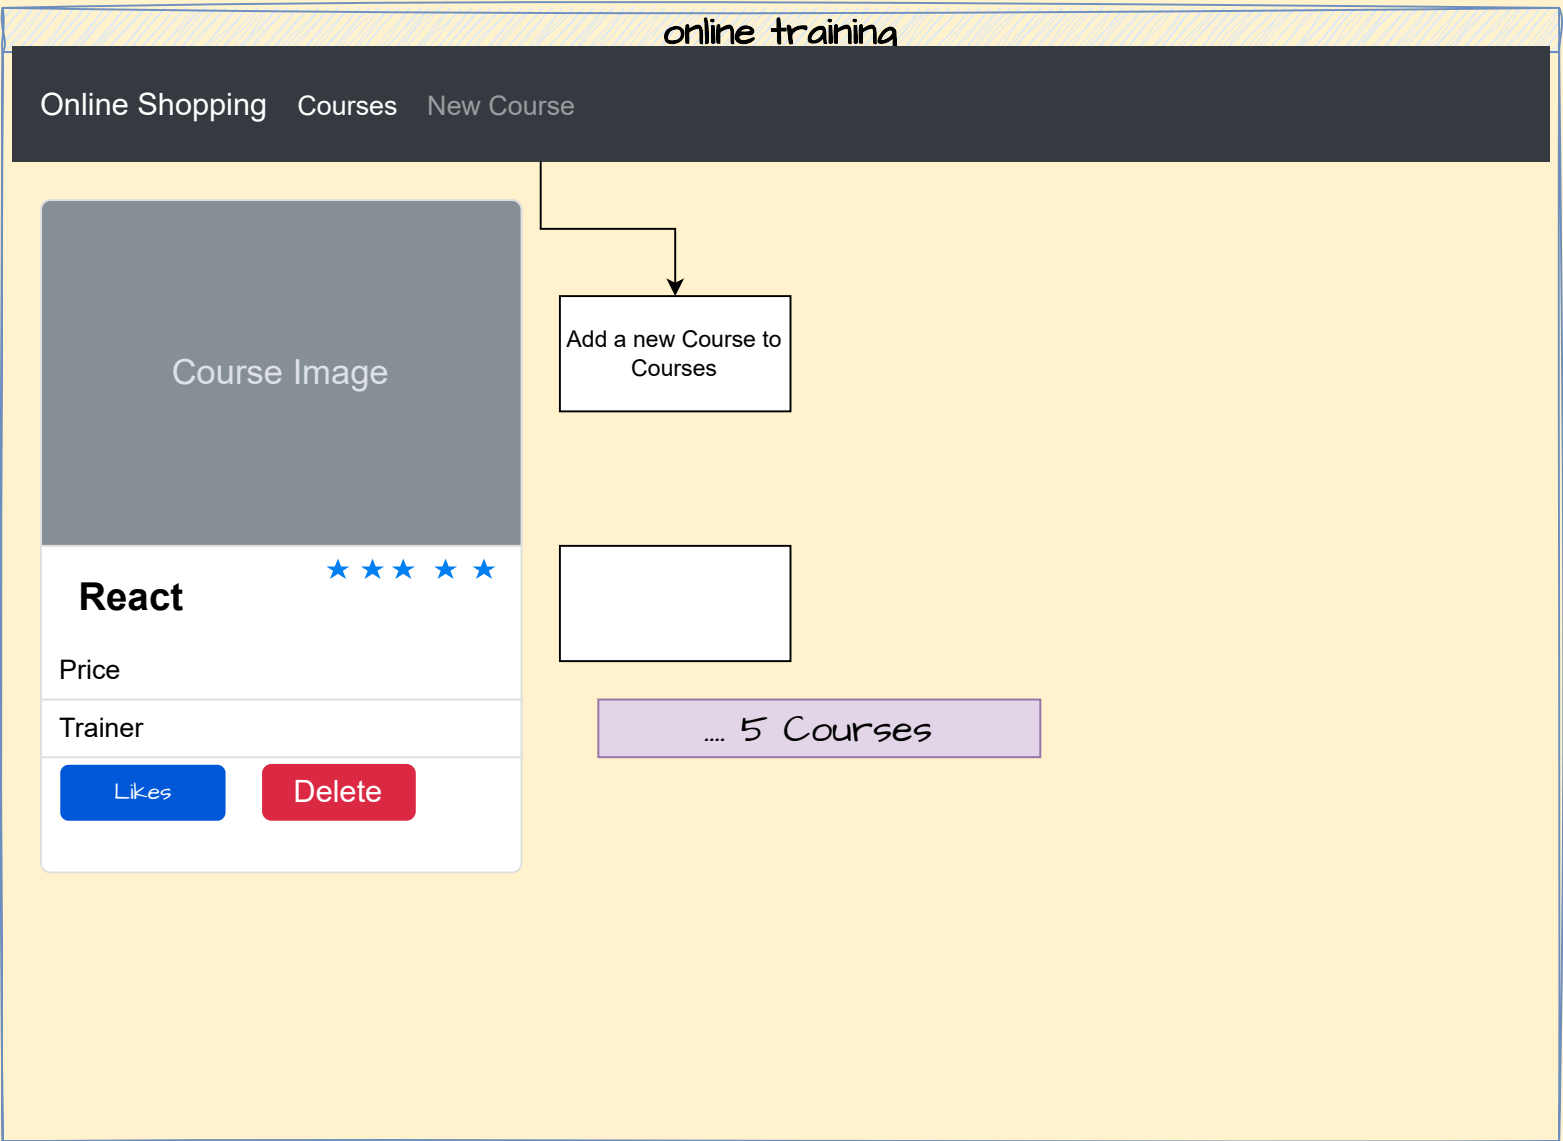 online training
Online Shopping Courses New Course
Course Image
Add a new Course to
Courses
React
Price
Trainer
.... 5 Courses
Likes
Delete